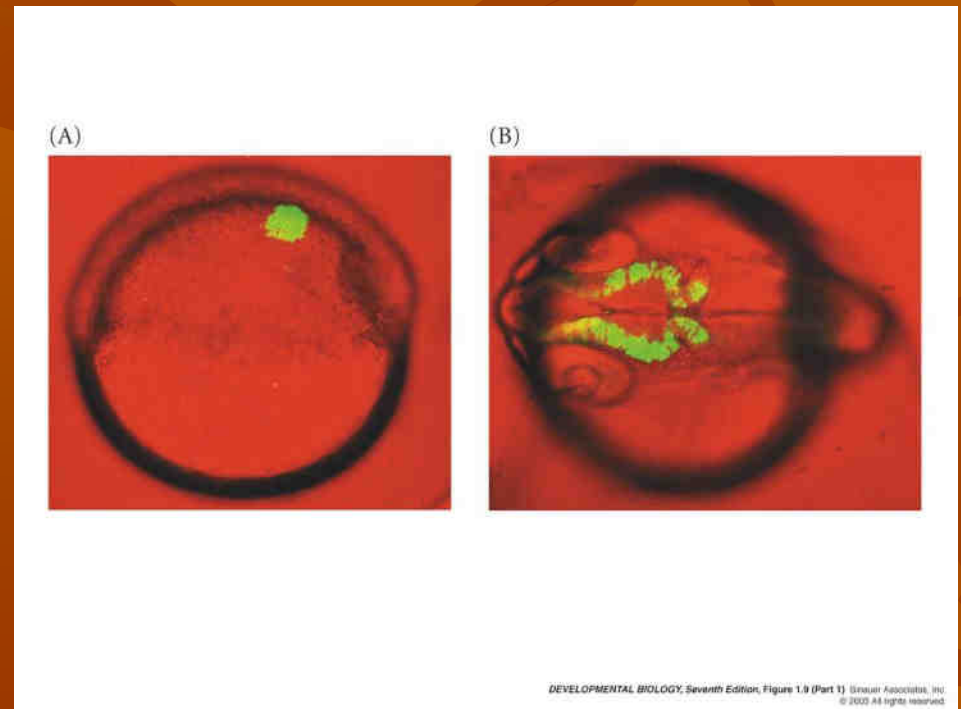 (A)
(B)
DEVELOPMENTAL BIOLOGY, Seventh Edition, Figure 1.9 (Part 1) Sinauer Associates, Inc.
© 2003 All rights reserved.